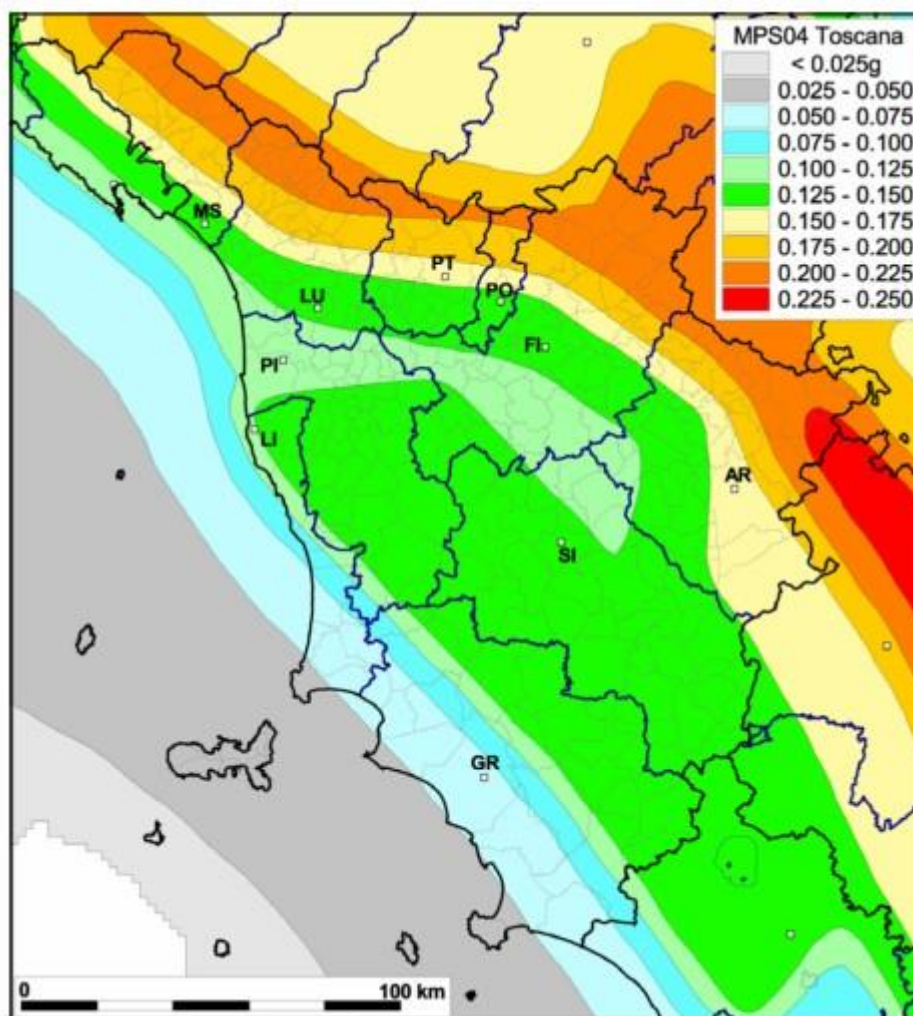 MPS04 Toscana
< 0.025g
0.025 - 0.050
0.050 - 0.075
0.075 - 0.100
0.100 - 0.125
0.125 - 0.150
0.150 - 0.175
0.175 - 0.200
0.200 - 0.225
0.225 - 0.250
MS
PT
LU
PO
FI
PI
LI
AR
SI
GR
0 100 km